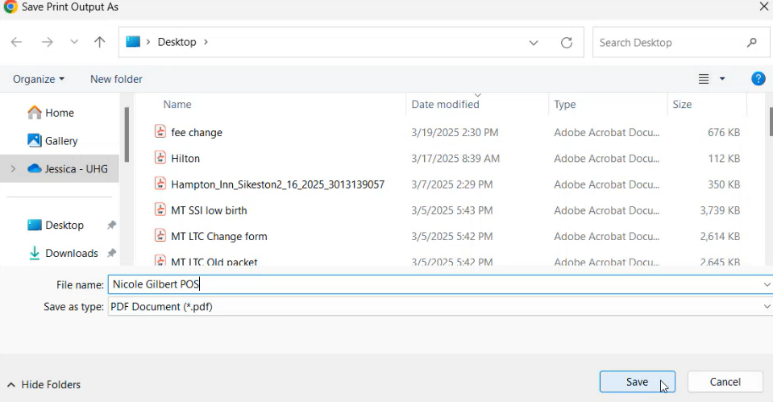 Save Print Output As
Desktop
Search Desktop
Organize New folder
Name Date modified Type Size
Home
Gallery
Jessica - UHG
Desktop
Downloads
fee change 3/19/2025 2:30 PM Adobe Acrobat Docu... 676 KB
Hilton 3/17/2025 8:39 AM Adobe Acrobat Docu... 112 KB
Hampton_Inn_Sikeston2_16_2025_3013139057 3/7/2025 2:29 PM Adobe Acrobat Docu... 350 KB
MT SSI low birth 3/5/2025 5:43 PM Adobe Acrobat Docu... 3,739 KB
MT LTC Change form 3/5/2025 5:42 PM Adobe Acrobat Docu... 2,614 KB
MT LTC Old packet 3/5/2025 5:42 PM Adobe Acrobat Docu... 2,645 KB
File name: Nicole Gilbert POS
Save as type: PDF Document (*.pdf)
Hide Folders
Save Cancel